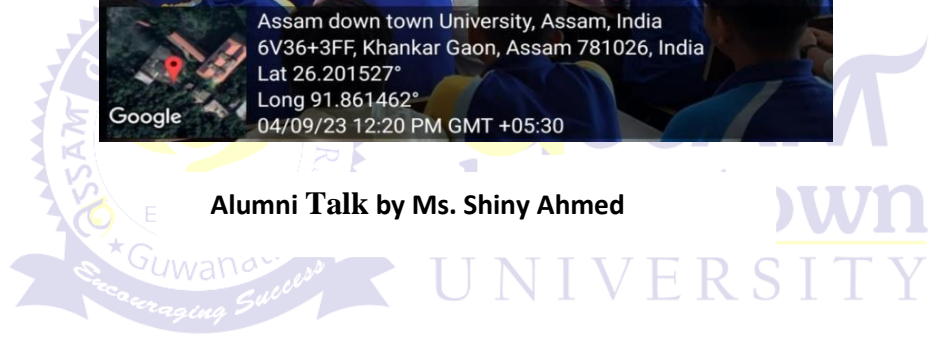 Assam down town University, Assam, India
6V36+3FF, Khankar Gaon, Assam 781026, India
Lat 26.201527°
Long 91.861462°
04/09/23 12:20 PM GMT +05:30
Google
Alumni Talk by Ms. Shiny Ahmed
ASSAM
UNIVERSITY
Encouraging Success